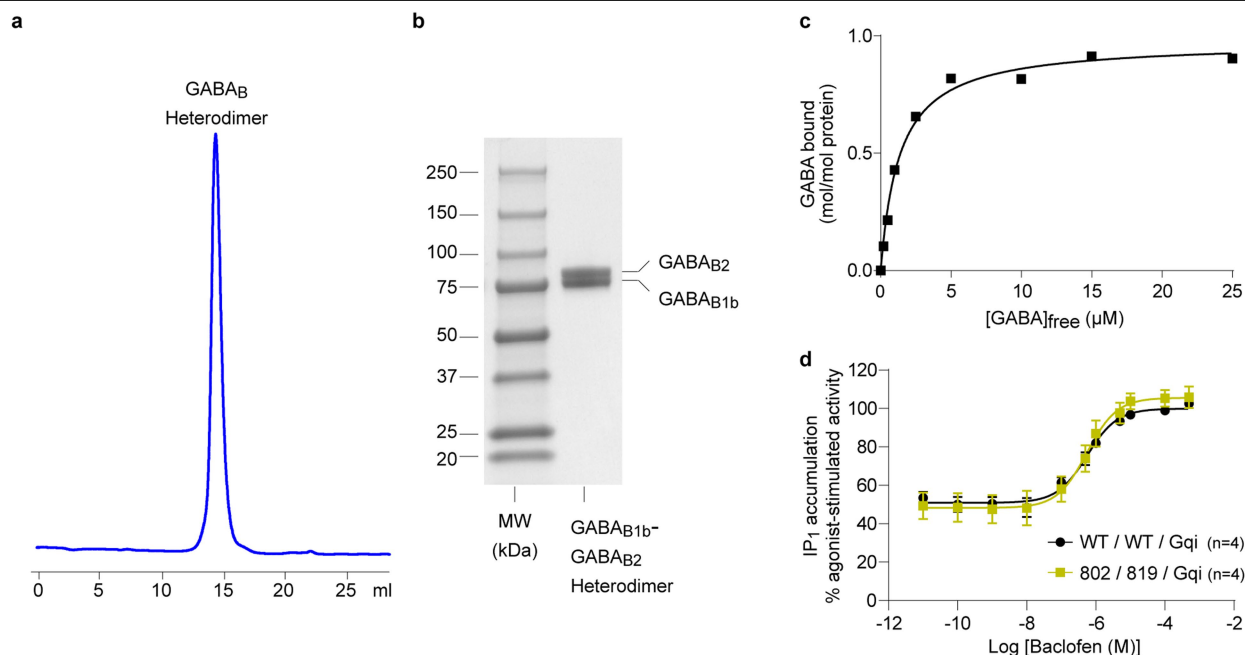 a
GABAB
Heterodimer
0 5 10 15 20 25 ml
b
250
150
100
75
50
37
25
20
GABAB2
GABAB1b
MW
(kDa)
GABAB1b-
GABAB2
Heterodimer
c
GABA bound
(mol/mol protein)
1.0
0.5
0.0
0 5 10 15 20 25
[GABA]free (µM)
d
IP1 accumulation
% agonist-stimulated activity
120
100
80
60
40
20
0
WT / WT / Gqi (n=4)
802 / 819 / Gqi (n=4)
-12 -10 -8 -6 -4 -2
Log [Baclofen (M)]